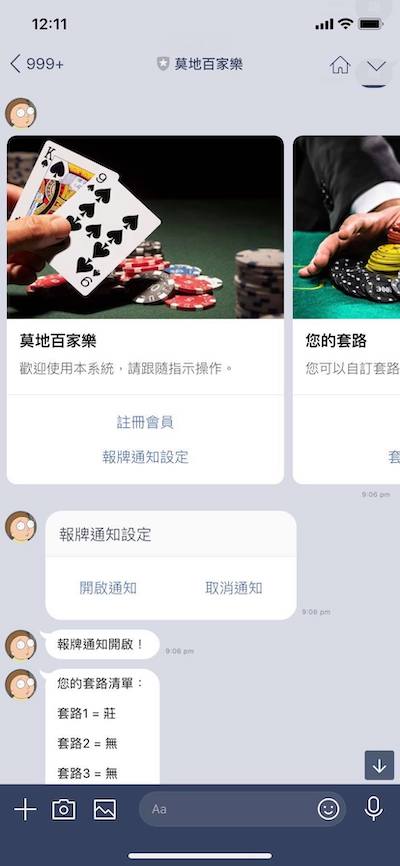 12:11
999+
莫地百家樂
K
9
6
莫地百家樂
歡迎使用本系統，請跟隨指示操作。
註冊會員
報牌通知設定
您的套路
您可以自訂套路
套
9:06 pm
報牌通知設定
開啟通知
取消通知
9:06 pm
報牌通知開啟！
9:06 pm
您的套路清單：
套路1 = 莊
套路2 = 無
套路3 = 無
Aa